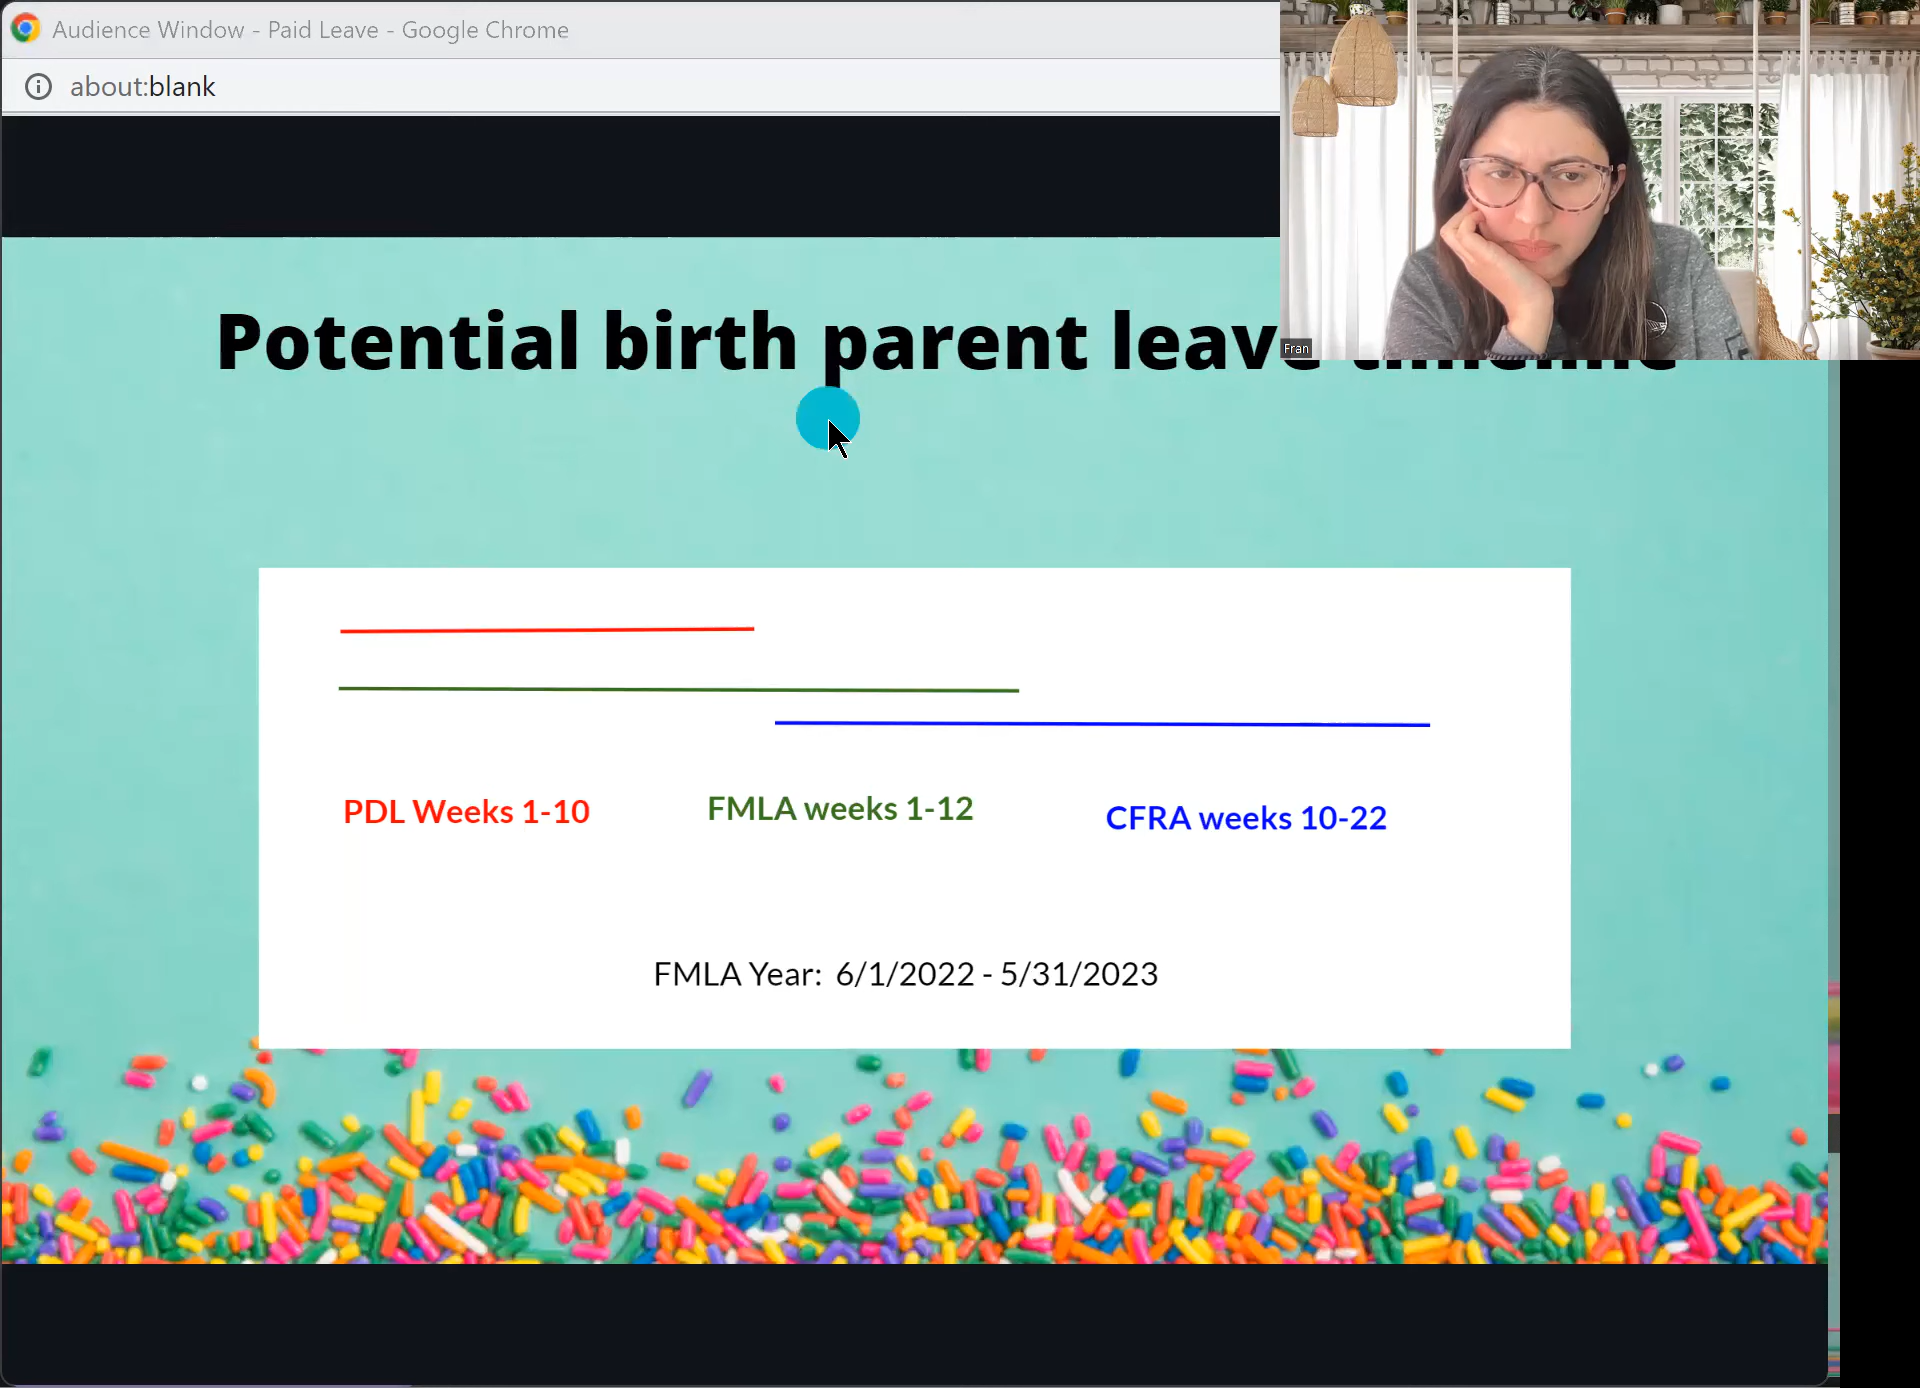 Audience Window - Paid Leave - Google Chrome
about:blank
Potential birth parent leave timeline
Fran
PDL Weeks 1-10
FMLA weeks 1-12
CFRA weeks 10-22
FMLA Year: 6/1/2022 - 5/31/2023